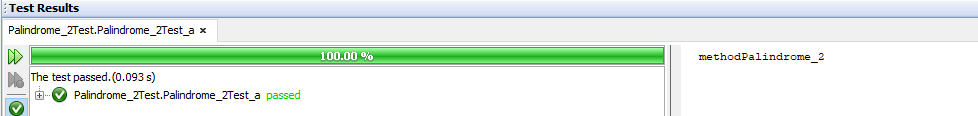 Test Results
Palindrome_2Test.Palindrome_2Test_a
100.00 %
methodPalindrome_2
The test passed.(0.093 s)
Palindrome_2Test.Palindrome_2Test_a passed